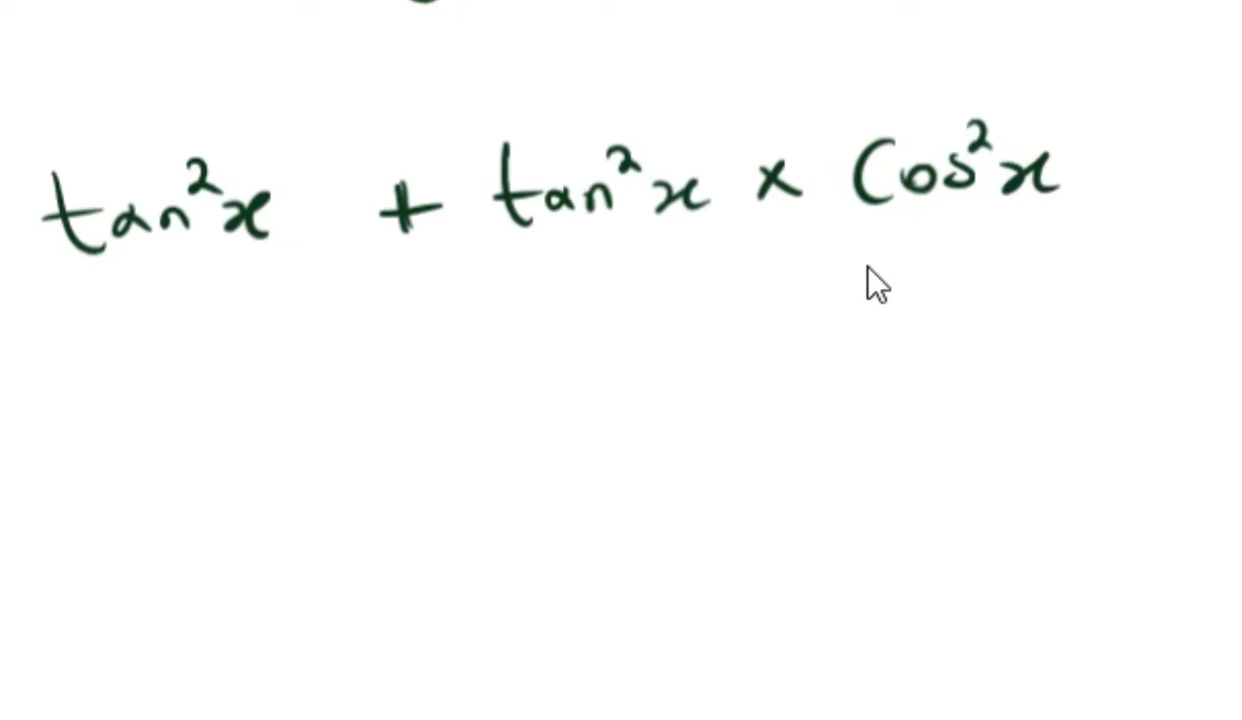 tan²x + tan²x × Cos²x